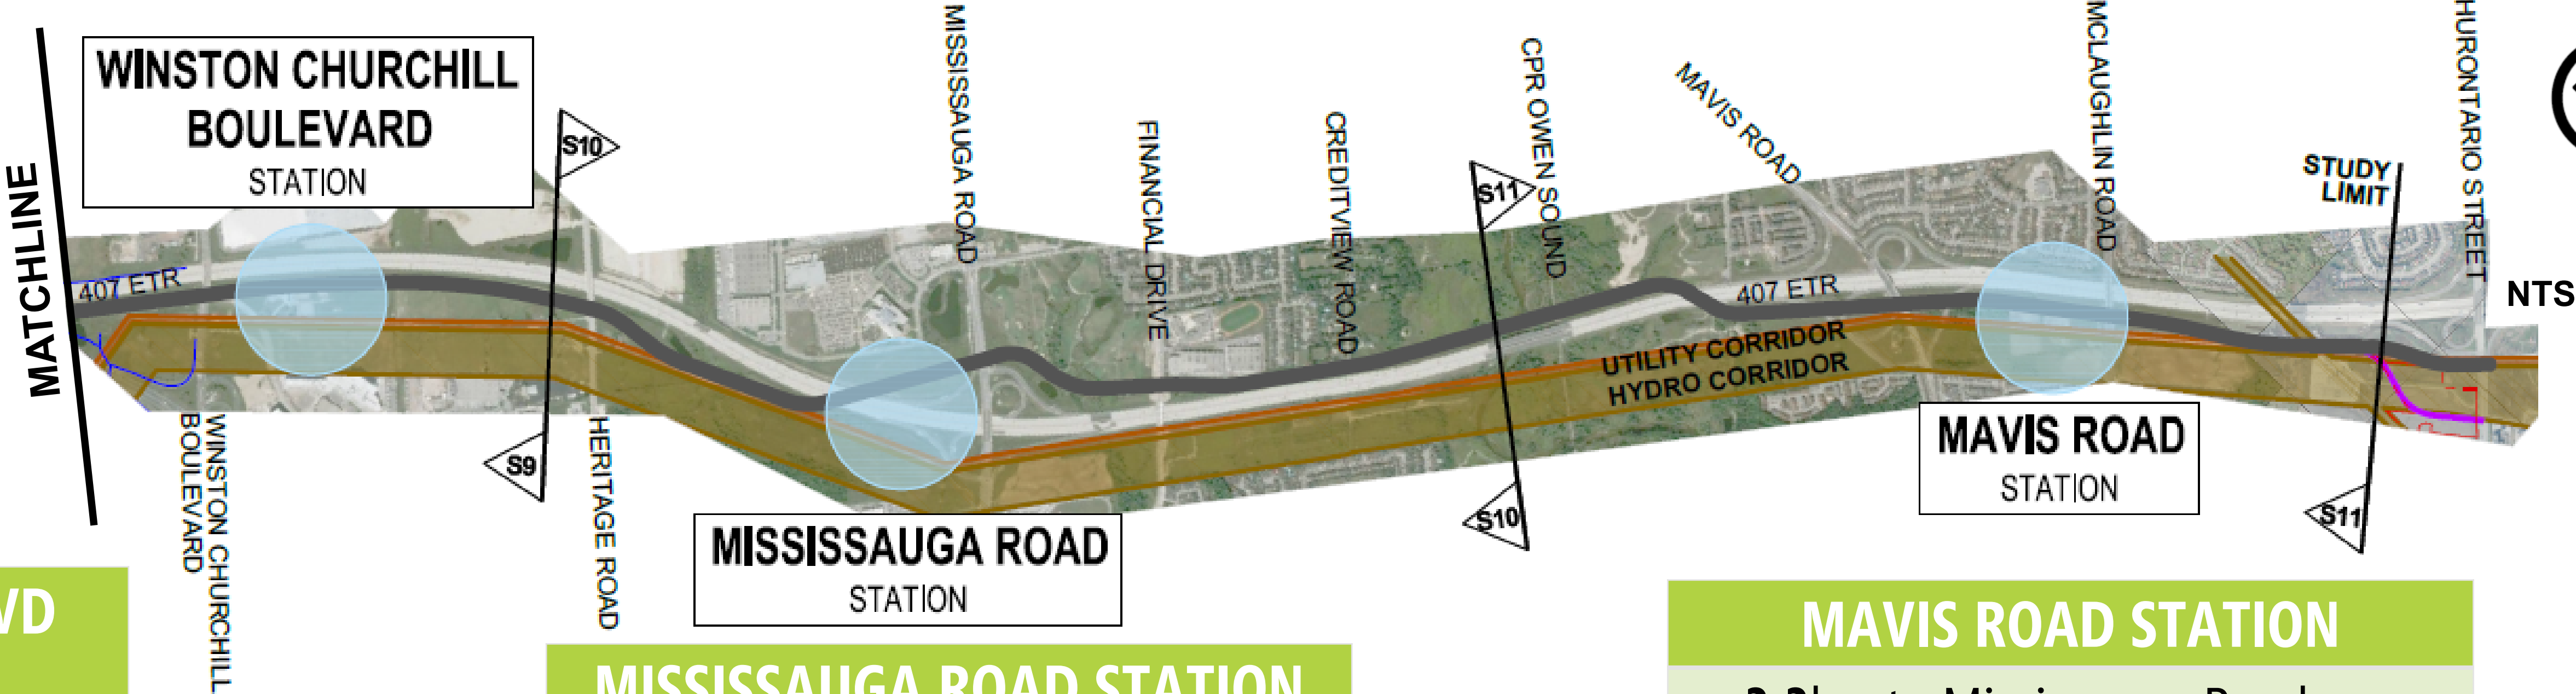 WINSTON CHURCHILL
BOULEVARD
STATION
MATCHLINE
407 ETR
S10
S9
WINSTON CHURCHILL
BOULEVARD
HERITAGE ROAD
MISSISSAUGA ROAD
FINANCIAL DRIVE
CREDITVIEW ROAD
CPR OWEN SOUND
S11
S10
MAVIS ROAD
407 ETR
UTILITY CORRIDOR
HYDRO CORRIDOR
MCLAUGHLIN ROAD
STUDY
LIMIT
HURONTARIO STREET
NTS
S11
MISSISSAUGA ROAD
STATION
MAVIS ROAD
STATION
VD
MISSISSAUGA ROAD STATION
MAVIS ROAD STATION